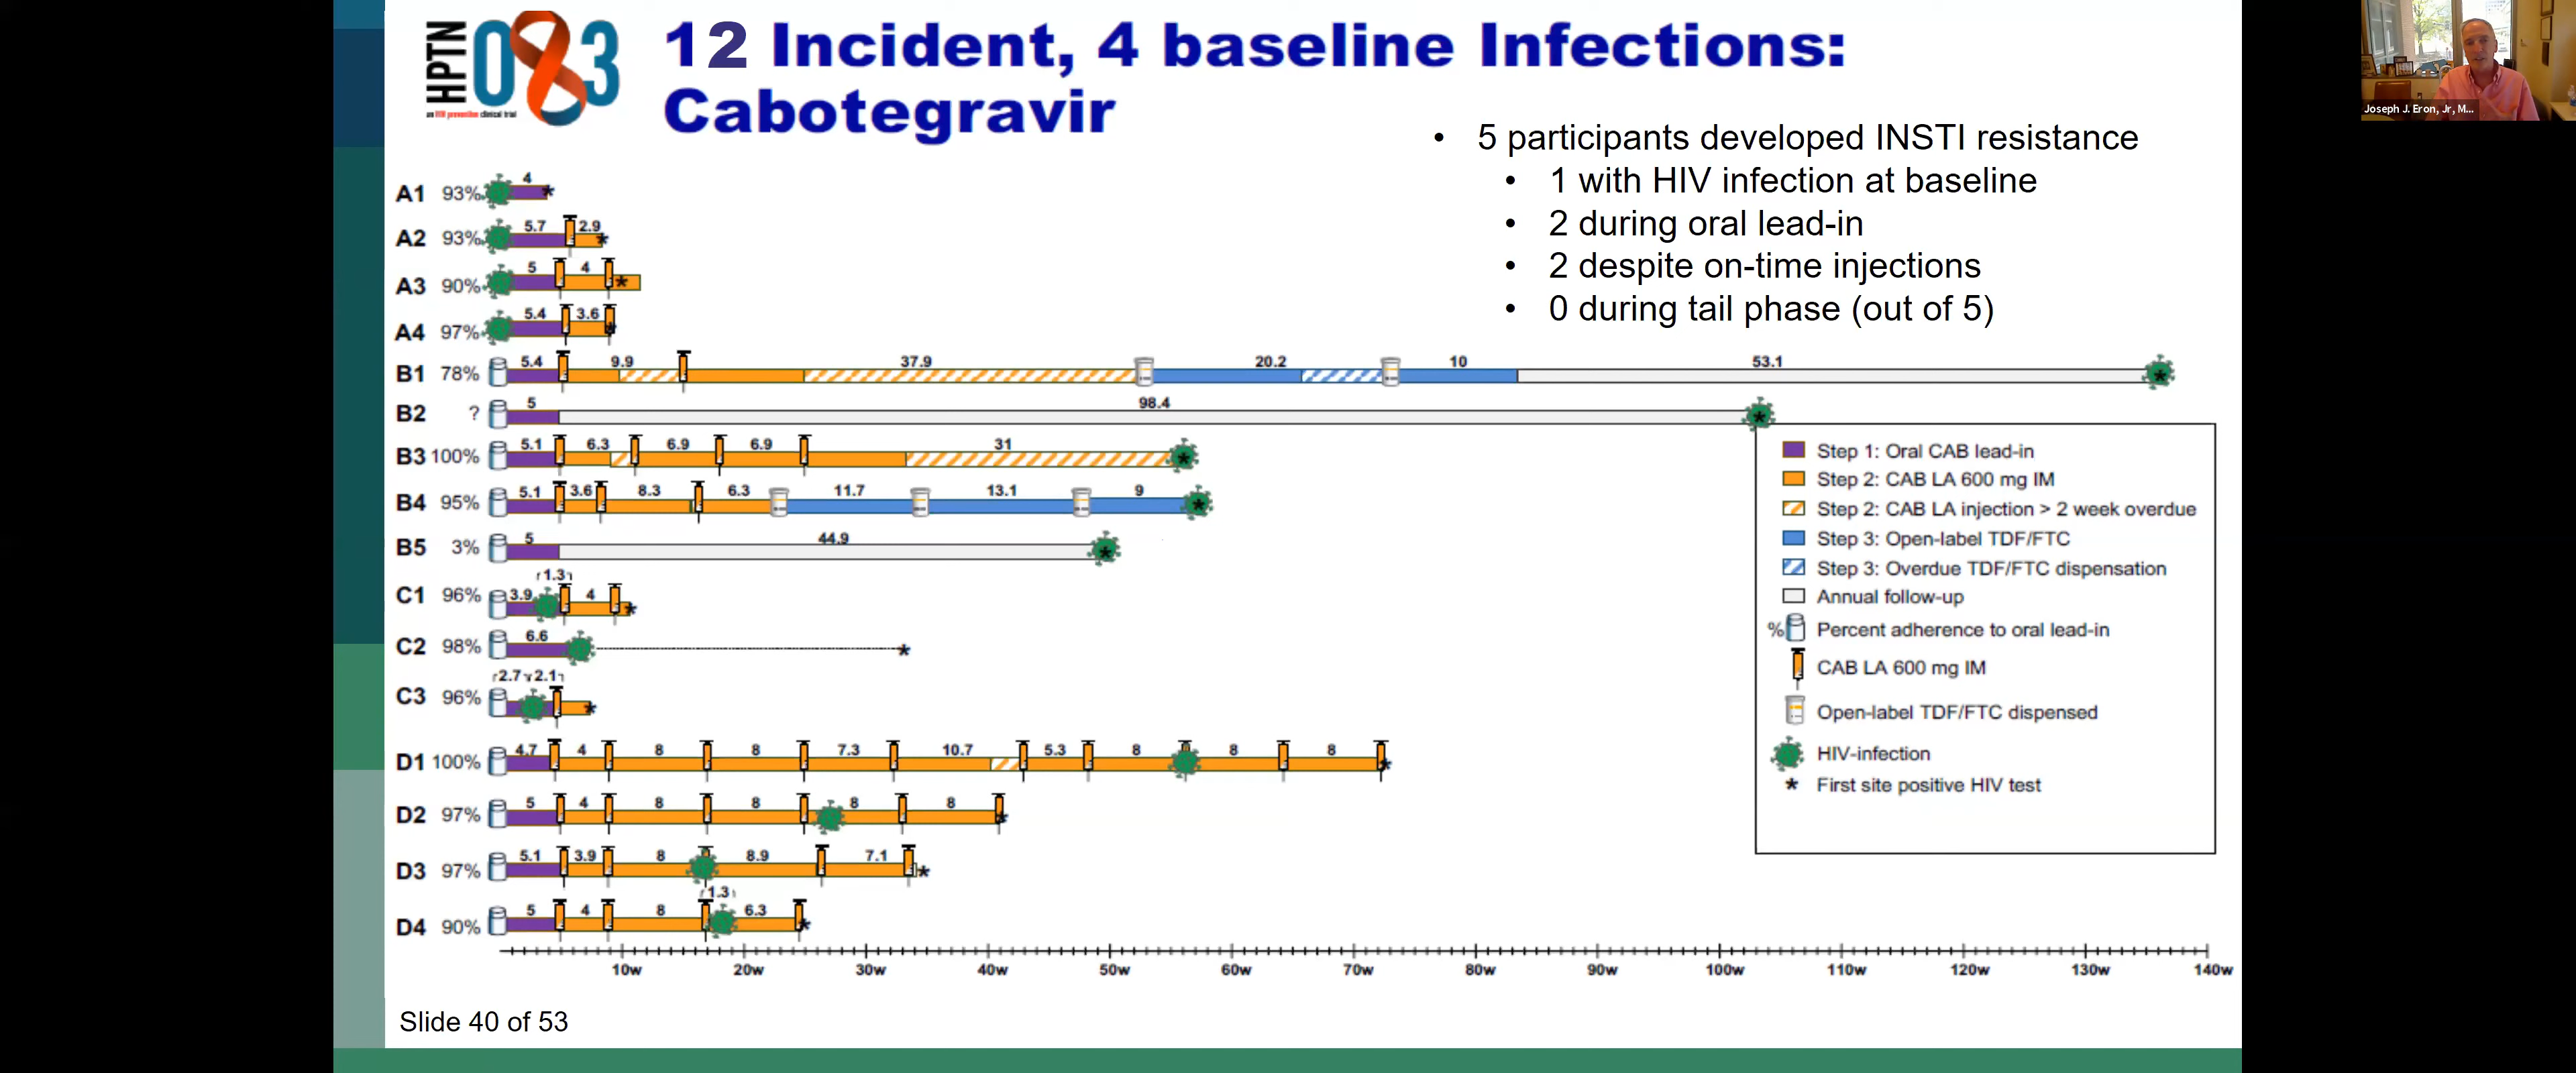 HPTN 083
an HIV prevention clinical trial
12 Incident, 4 baseline Infections:
Cabotegravir
Joseph J. Eron, Jr, M...
• 5 participants developed INSTI resistance
• 1 with HIV infection at baseline
• 2 during oral lead-in
• 2 despite on-time injections
• 0 during tail phase (out of 5)
A1 93% 4 *
A2 93% 5.7 2.9 *
A3 90% 5 4 *
A4 97% 5.4 3.6 *
B1 78% 5.4 9.9 37.9 20.2 10 53.1 *
B2 ? 5 98.4 *
B3 100% 5.1 6.3 6.9 6.9 31 *
B4 95% 5.1 3.6 8.3 6.3 11.7 13.1 9 *
B5 3% 5 44.9 *
C1 96% 3.9 1.3 4 *
C2 98% 6.6 *
C3 96% 2.7 2.1 *
D1 100% 4.7 4 8 8 7.3 10.7 5.3 8 8 8 *
D2 97% 5 4 8 8 8 8 *
D3 97% 5.1 3.9 8 8.9 7.1 *
D4 90% 5 4 8 1.3 6.3 *
10w 20w 30w 40w 50w 60w 70w 80w 90w 100w 110w 120w 130w 140w
Step 1: Oral CAB lead-in
Step 2: CAB LA 600 mg IM
Step 2: CAB LA injection > 2 week overdue
Step 3: Open-label TDF/FTC
Step 3: Overdue TDF/FTC dispensation
Annual follow-up
% Percent adherence to oral lead-in
CAB LA 600 mg IM
Open-label TDF/FTC dispensed
HIV-infection
* First site positive HIV test
Slide 40 of 53